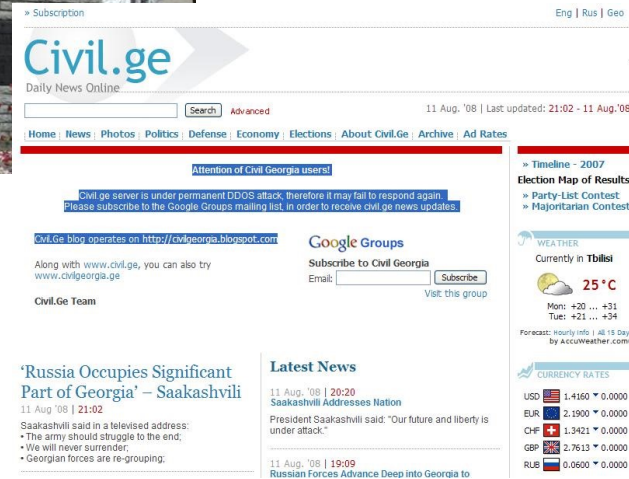 » Subscription
Eng | Rus | Geo
Civil.ge
Daily News Online
Search Advanced
11 Aug. '08 | Last updated: 21:02 - 11 Aug.'08
Home | News | Photos | Politics | Defense | Economy | Elections | About Civil.Ge | Archive | Ad Rates
Attention of Civil Georgia users!
Civil.ge server is under permanent DDOS attack, therefore it may fail to respond again.
Please subscribe to the Google Groups mailing list, in order to receive civil.ge news updates.
Civil.Ge blog operates on http://civilgeorgia.blogspot.com
Along with www.civil.ge, you can also try
www.civilgeorgia.ge
Civil.Ge Team
Google Groups
Subscribe to Civil Georgia
Email: Subscribe
Visit this group
'Russia Occupies Significant
Part of Georgia' – Saakashvili
11 Aug '08 | 21:02
Saakashvili said in a televised address:
• The army should struggle to the end;
• We will never surrender;
• Georgian forces are re-grouping;
Latest News
11 Aug. '08 | 20:20
Saakashvili Addresses Nation
President Saakashvili said: "Our future and liberty is
under attack."
11 Aug. '08 | 19:09
Russian Forces Advance Deep into Georgia to
» Timeline - 2007
Election Map of Results
» Party-List Contest
» Majoritarian Contest
WEATHER
Currently in Tbilisi
25°C
Mon: +20 ... +31
Tue: +21 ... +34
Forecast: Hourly Info | All 15 Day
by AccuWeather.com
CURRENCY RATES
USD 1.4160 ▼ 0.0000
EUR 2.1900 ▼ 0.0000
CHF 1.3421 ▼ 0.0000
GBP 2.7613 ▼ 0.0000
RUB 0.0600 ▼ 0.0000